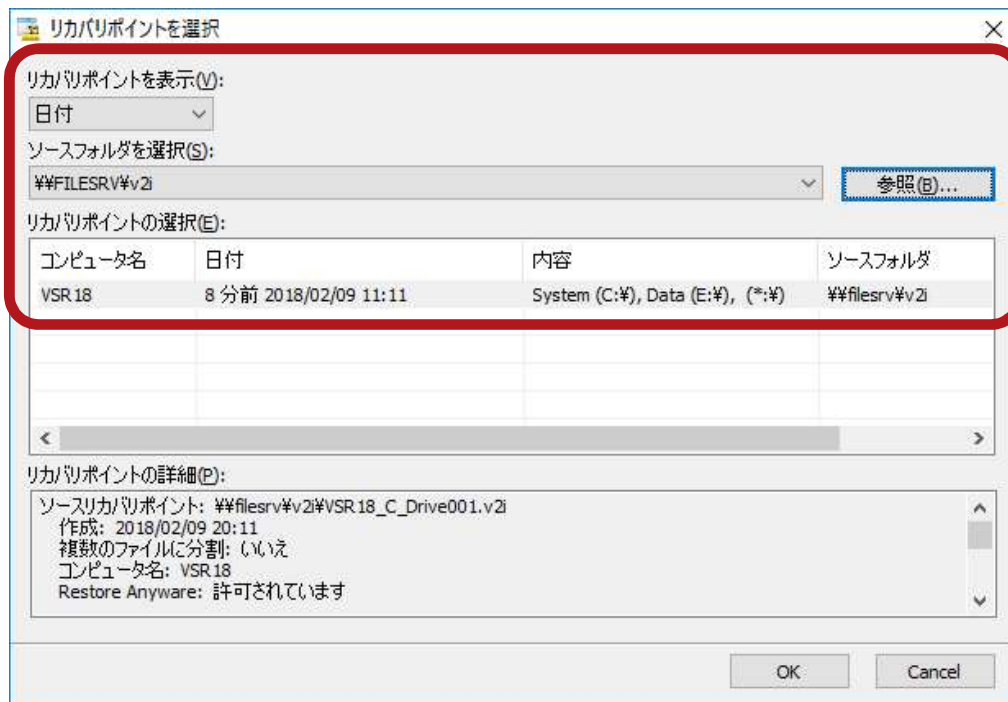 リカバリポイントを選択
リカバリポイントを表示(V):
日付
ソースフォルダを選択(S):
¥¥FILESRV¥v2i 参照(B)...
リカバリポイントの選択(E):
コンピュータ名 日付 内容 ソースフォルダ
VSR18 8 分前 2018/02/09 11:11 System (C:¥), Data (E:¥), (*:¥) ¥¥filesrv¥v2i
リカバリポイントの詳細(P):
ソースリカバリポイント: ¥¥filesrv¥v2i¥VSR18_C_Drive001.v2i
作成: 2018/02/09 20:11
複数のファイルに分割: いいえ
コンピュータ名: VSR18
Restore Anyware: 許可されています
OK Cancel